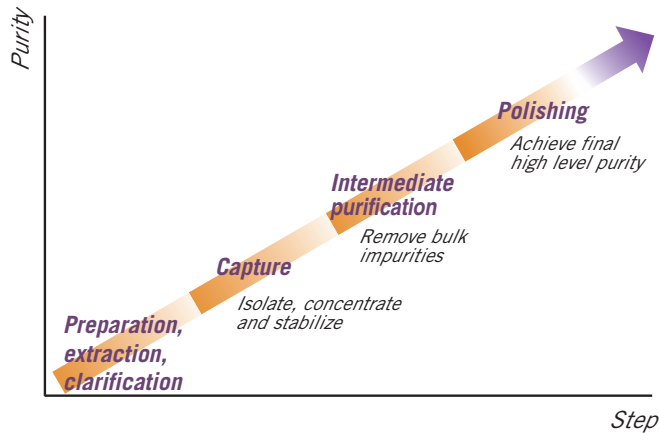 Purity
Polishing
Achieve final
high level purity
Intermediate
purification
Remove bulk
impurities
Capture
Isolate, concentrate
and stabilize
Preparation,
extraction,
clarification
Step